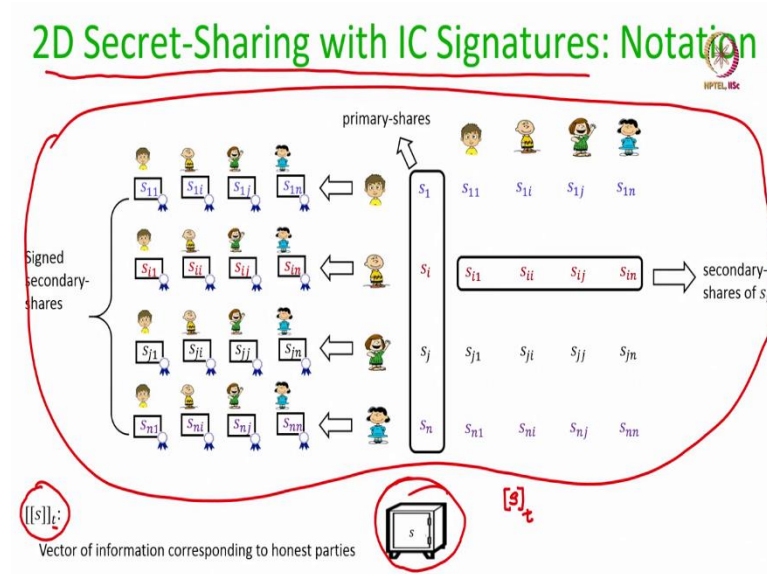 2D Secret-Sharing with IC Signatures: Notation
NPTEL, IISc
primary-shares
S₁₁ S₁ᵢ S₁ⱼ S₁ₙ S₁ S₁₁ S₁ᵢ S₁ⱼ S₁ₙ
Signed
secondary-
shares
Sᵢ₁ Sᵢᵢ Sᵢⱼ Sᵢₙ Sᵢ Sᵢ₁ Sᵢᵢ Sᵢⱼ Sᵢₙ
secondary-
shares of s
Sⱼ₁ Sⱼᵢ Sⱼⱼ Sⱼₙ Sⱼ Sⱼ₁ Sⱼᵢ Sⱼⱼ Sⱼₙ
Sₙ₁ Sₙᵢ Sₙⱼ Sₙₙ Sₙ Sₙ₁ Sₙᵢ Sₙⱼ Sₙₙ
[[s]]ₜ:
s
[s]ₜ
Vector of information corresponding to honest parties